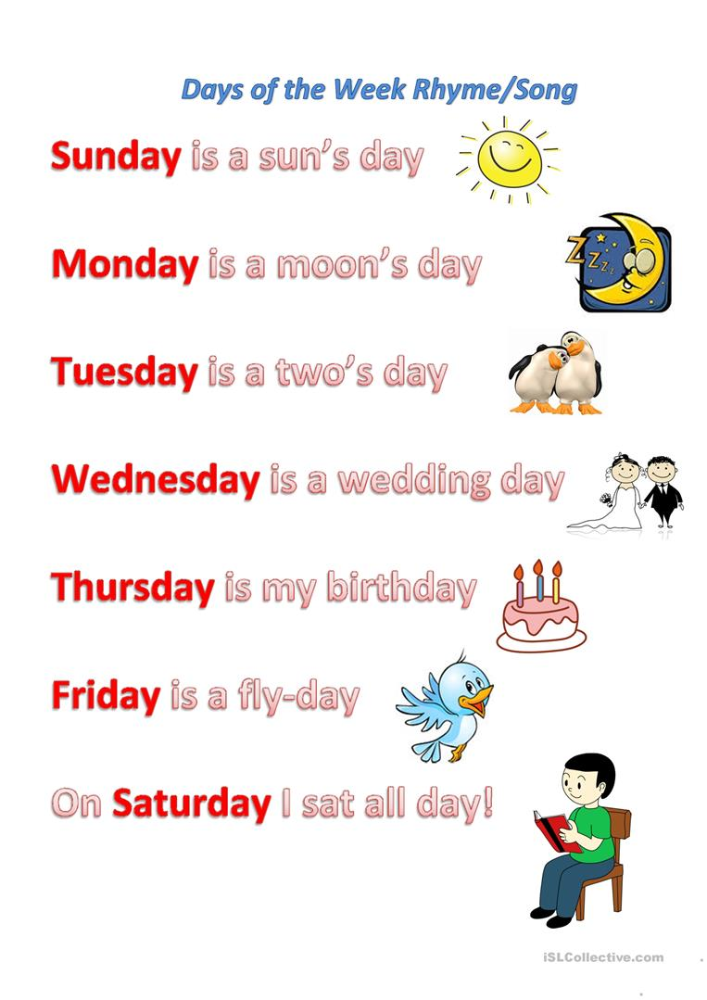 Days of the Week Rhyme/Song
Sunday is a sun’s day
Monday is a moon’s day
Z Z Z Z
Tuesday is a two’s day
Wednesday is a wedding day
Thursday is my birthday
Friday is a fly-day
On Saturday I sat all day!
iSLCollective.com